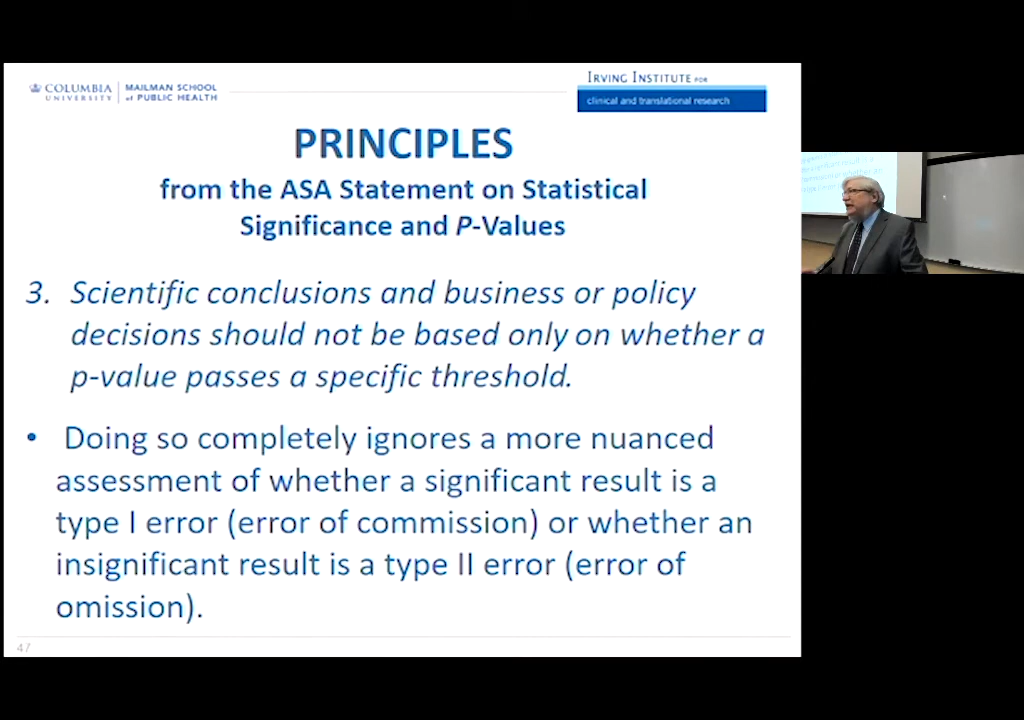 COLUMBIA
UNIVERSITY
MAILMAN SCHOOL
of PUBLIC HEALTH
IRVING INSTITUTE FOR
clinical and translational research
PRINCIPLES
from the ASA Statement on Statistical
Significance and P-Values
3. Scientific conclusions and business or policy
decisions should not be based only on whether a
p-value passes a specific threshold.
• Doing so completely ignores a more nuanced
assessment of whether a significant result is a
type I error (error of commission) or whether an
insignificant result is a type II error (error of
omission).
47